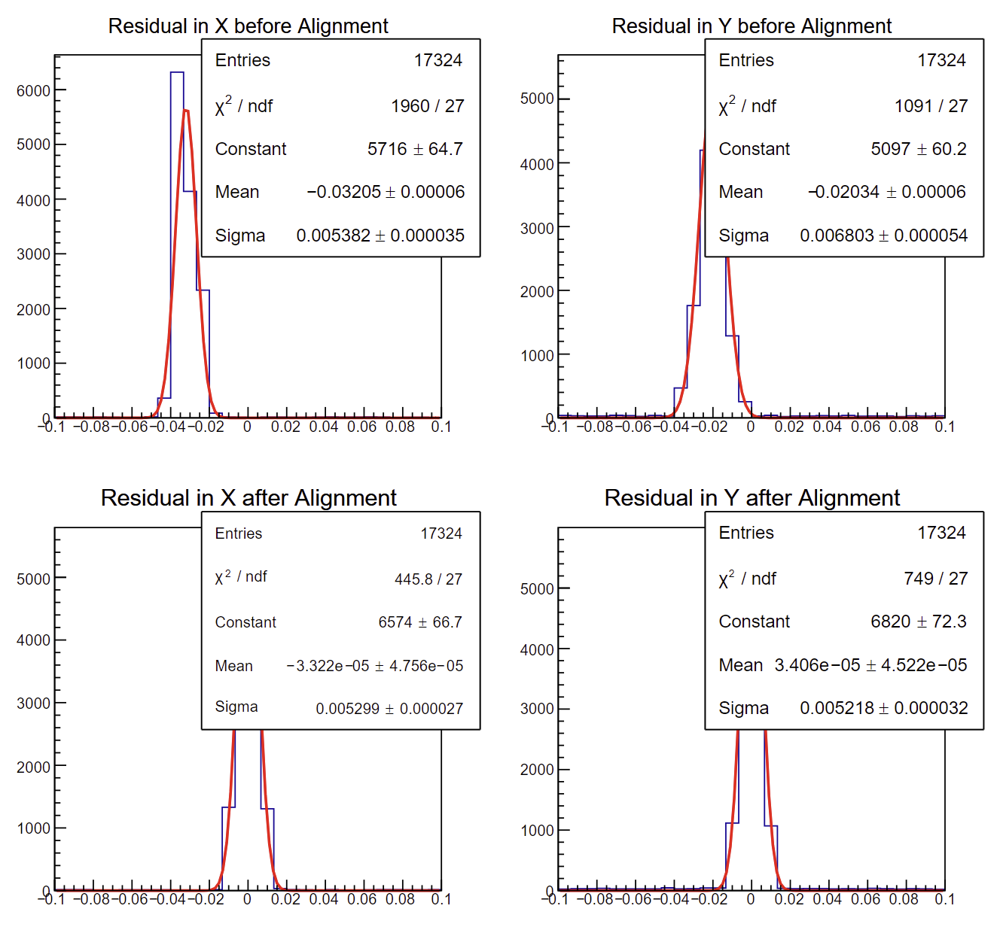 Residual in X before Alignment
Entries 17324
χ2 / ndf 1960 / 27
Constant 5716 ± 64.7
Mean −0.03205 ± 0.00006
Sigma 0.005382 ± 0.000035
6000
5000
4000
3000
2000
1000
0
−0.1 −0.08 −0.06 −0.04 −0.02 0 0.02 0.04 0.06 0.08 0.1
Residual in Y before Alignment
Entries 17324
χ2 / ndf 1091 / 27
Constant 5097 ± 60.2
Mean −0.02034 ± 0.00006
Sigma 0.006803 ± 0.000054
5000
4000
3000
2000
1000
0
−0.1 −0.08 −0.06 −0.04 −0.02 0 0.02 0.04 0.06 0.08 0.1
Residual in X after Alignment
Entries 17324
χ2 / ndf 445.8 / 27
Constant 6574 ± 66.7
Mean −3.322e−05 ± 4.756e−05
Sigma 0.005299 ± 0.000027
5000
4000
3000
2000
1000
0
−0.1 −0.08 −0.06 −0.04 −0.02 0 0.02 0.04 0.06 0.08 0.1
Residual in Y after Alignment
Entries 17324
χ2 / ndf 749 / 27
Constant 6820 ± 72.3
Mean 3.406e−05 ± 4.522e−05
Sigma 0.005218 ± 0.000032
5000
4000
3000
2000
1000
0
−0.1 −0.08 −0.06 −0.04 −0.02 0 0.02 0.04 0.06 0.08 0.1